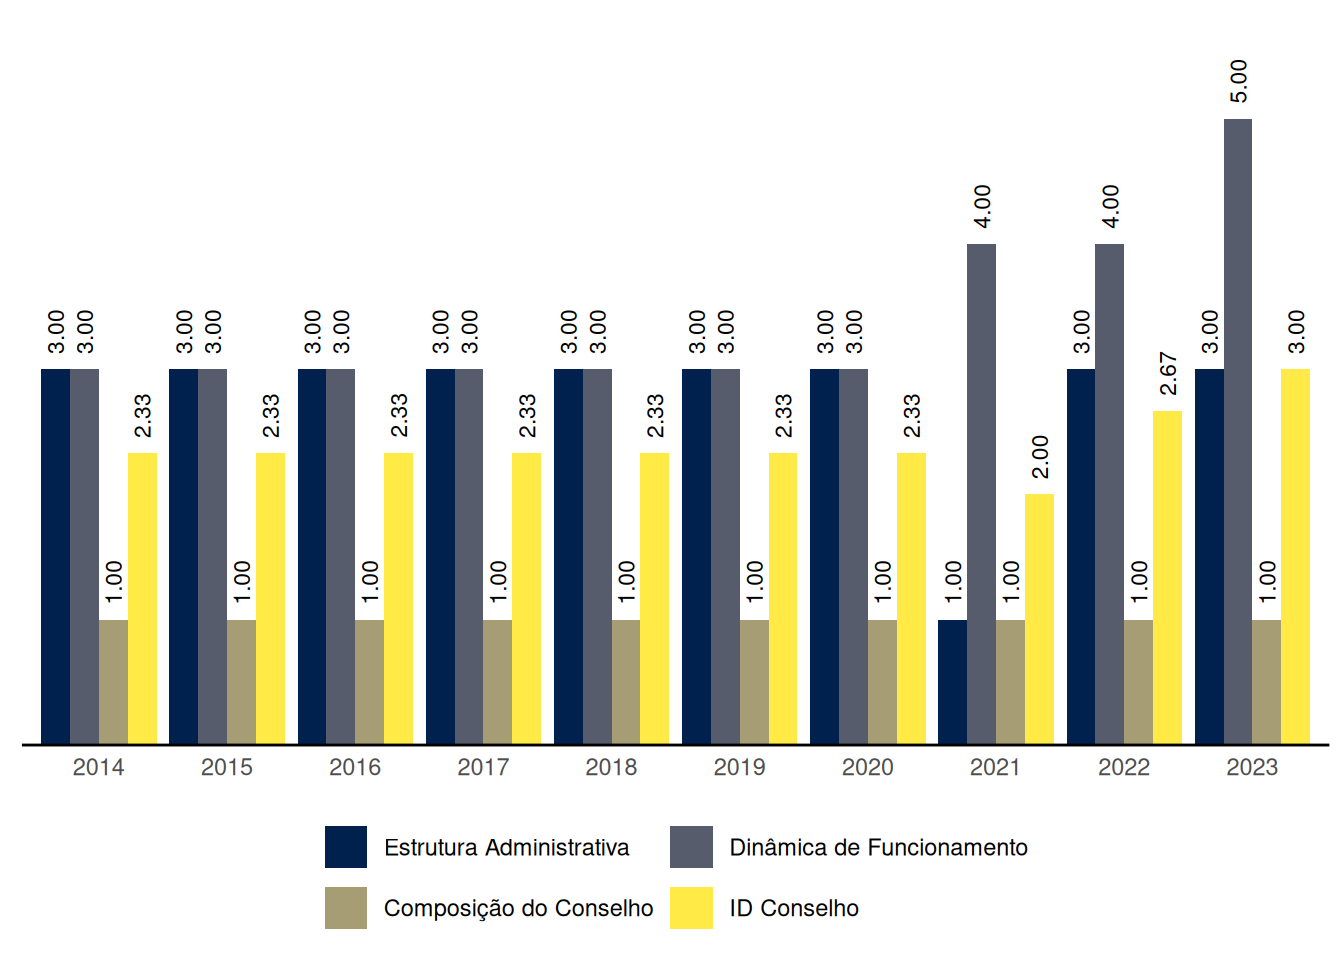 5.00
4.00 4.00
3.00 3.00 3.00 3.00 3.00 3.00 3.00 3.00 3.00 3.00 3.00 3.00 3.00 3.00 3.00 3.00 3.00
2.67
2.33 2.33 2.33 2.33 2.33 2.33 2.33
2.00
1.00 1.00 1.00 1.00 1.00 1.00 1.00 1.00 1.00 1.00 1.00
2014 2015 2016 2017 2018 2019 2020 2021 2022 2023
Estrutura Administrativa Dinâmica de Funcionamento
Composição do Conselho ID Conselho